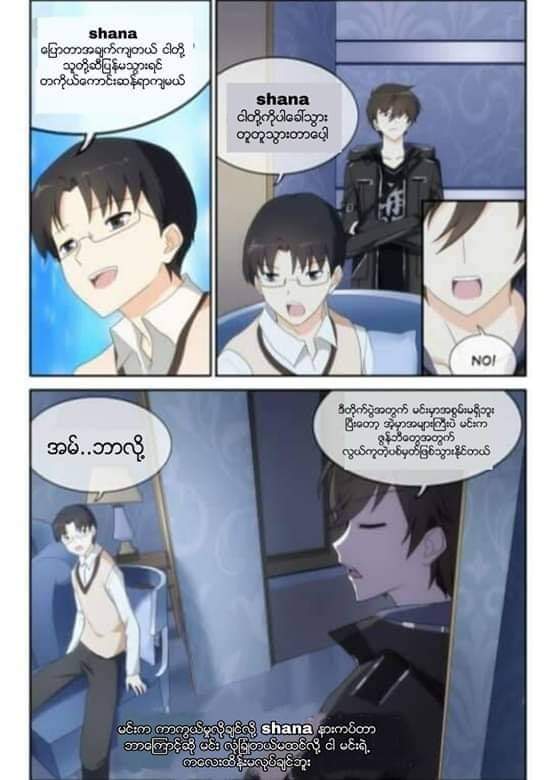 shana
ပြောတာအချက်ကျတယ် ငါတို့
သူတို့ဆီပြန်မသွားရင်
တကိုယ်ကောင်းဆန်ရာကျမယ်
shana
ငါတို့ကိုပါခေါ်သွား
တူတူသွားတာပေါ့
NO!
အမ်..ဘာလို့
ဒီတိုက်ပွဲအတွက် မင်းမှာအစွမ်းမရှိဘူး
ပြီးတော့ အဲ့မှာအများကြီးပဲ မင်းက
ဇွန်ဘီတွေအတွက်
လွယ်ကူတဲ့ပစ်မှတ်ဖြစ်သွားနိုင်တယ်
မင်းက ကာကွယ်မှုလိုချင်လို့ shana နားကပ်တာ
ဘာကြောင့်ဆို မင်း လုံခြုံတယ်မထင်လို့ ငါ မင်းရဲ့
ကလေးထိန်းမလုပ်ချင်ဘူး